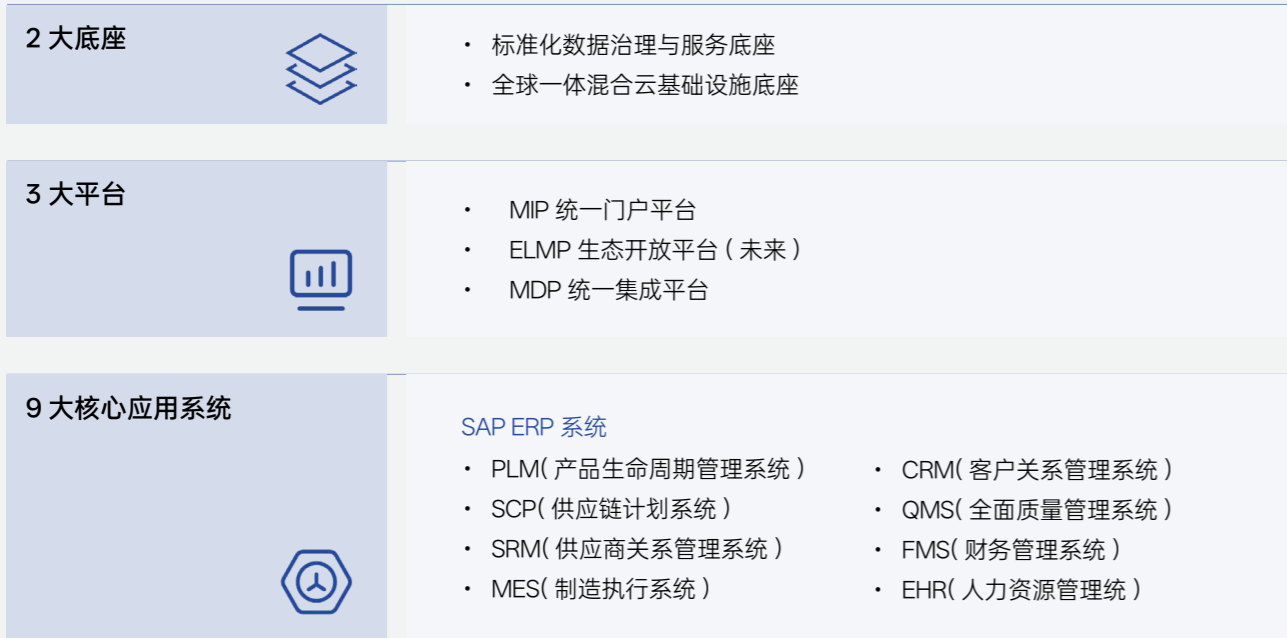 2 大底座
· 标准化数据治理与服务底座
· 全球一体混合云基础设施底座
3 大平台
· MIP 统一门户平台
· ELMP 生态开放平台（未来）
· MDP 统一集成平台
9 大核心应用系统
SAP ERP 系统
· PLM( 产品生命周期管理系统 )
· SCP( 供应链计划系统 )
· SRM( 供应商关系管理系统 )
· MES( 制造执行系统 )
· CRM( 客户关系管理系统 )
· QMS( 全面质量管理系统 )
· FMS( 财务管理系统 )
· EHR( 人力资源管理统 )